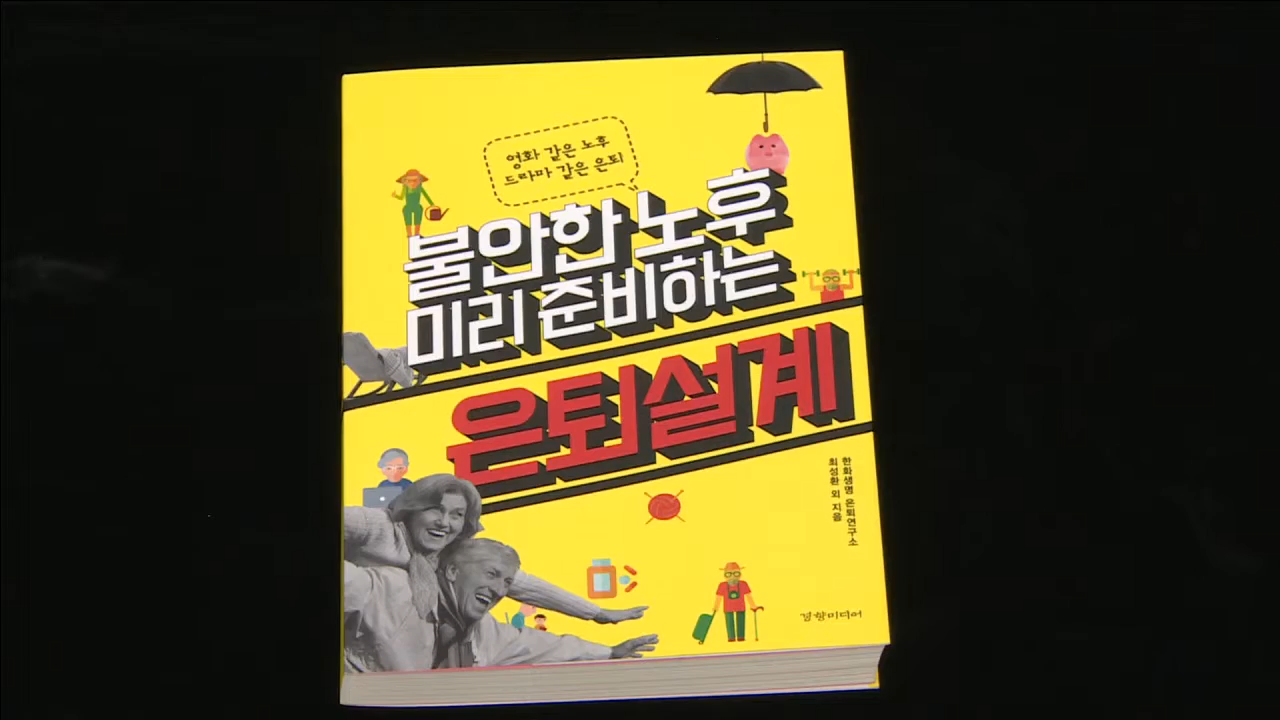 영화 같은 노후
드라마 같은 은퇴
불안한 노후
미리 준비하는
은퇴설계
한화생명 은퇴연구소
최성환 외 지음
경향미디어